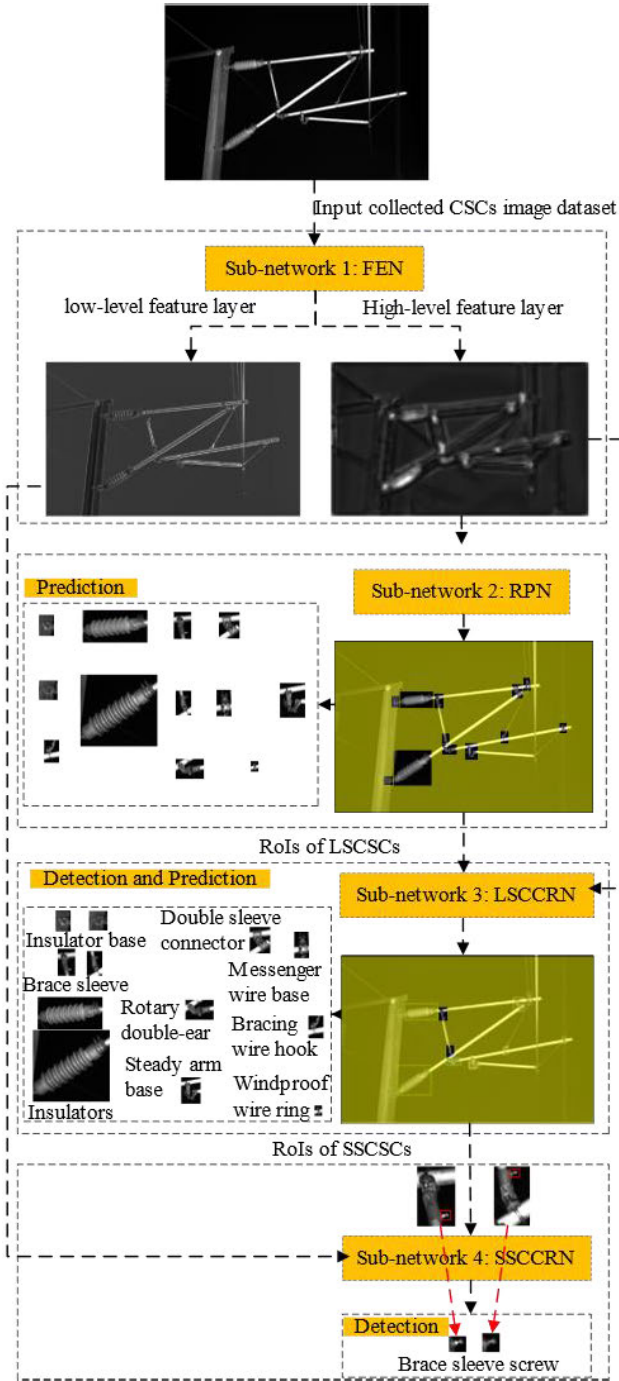 Input collected CSCs image dataset
Sub-network 1: FEN
low-level feature layer
High-level feature layer
Prediction
Sub-network 2: RPN
RoIs of LSCSCs
Detection and Prediction
Sub-network 3: LSCCRN
Insulator base
Double sleeve
connector
Brace sleeve
Messenger
wire base
Rotary
double-ear
Bracing
wire hook
Steady arm
base
Windproof
wire ring
Insulators
RoIs of SSCSCs
Sub-network 4: SSCCRN
Detection
Brace sleeve screw